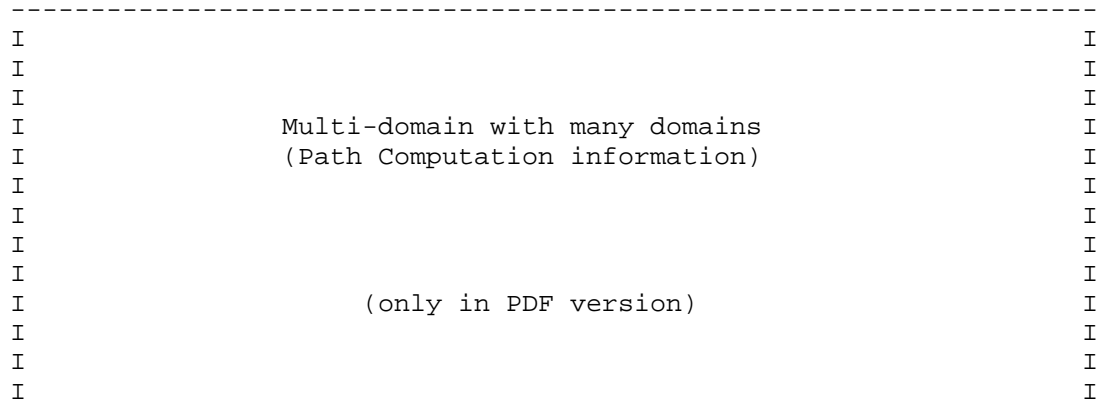 --------------------------------------------------------------------
I                                                                  I
I                                                                  I
I                                                                  I
I                Multi-domain with many domains                    I
I                (Path Computation information)                    I
I                                                                  I
I                                                                  I
I                                                                  I
I                                                                  I
I                     (only in PDF version)                        I
I                                                                  I
I                                                                  I
I                                                                  I